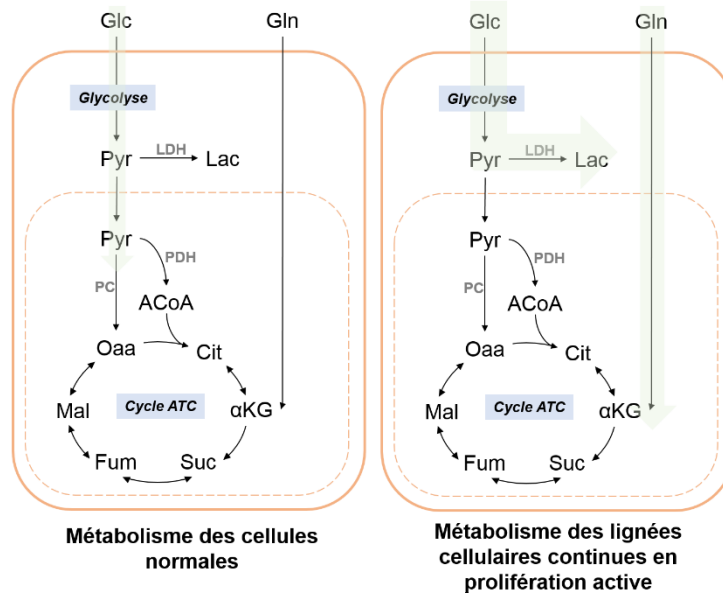 Glc Gln
Glycolyse
Pyr LDH Lac
Pyr
PDH
PC
ACoA
Oaa Cit
Mal Cycle ATC αKG
Fum Suc
Métabolisme des cellules
normales
Glc Gln
Glycolyse
Pyr LDH Lac
Pyr
PDH
PC
ACoA
Oaa Cit
Mal Cycle ATC αKG
Fum Suc
Métabolisme des lignées
cellulaires continues en
prolifération active